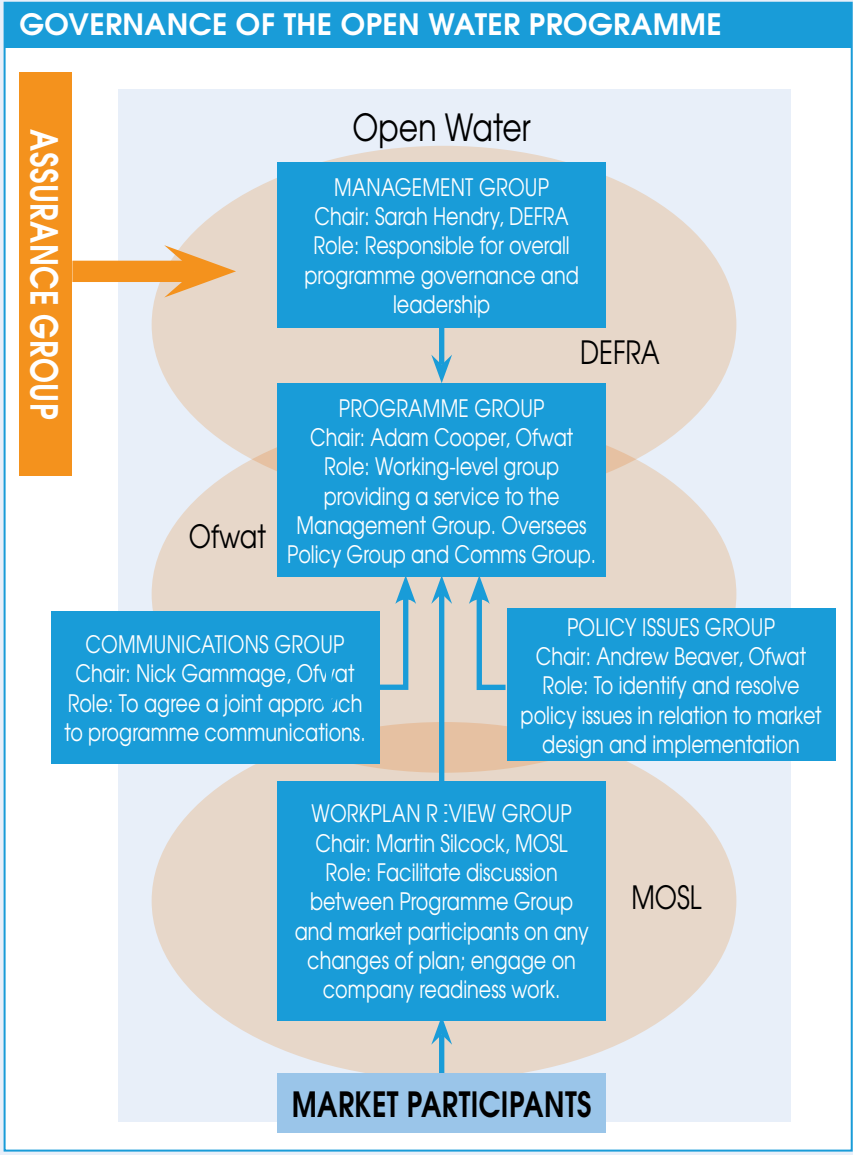 GOVERNANCE OF THE OPEN WATER PROGRAMME
ASSURANCE GROUP
Open Water
MANAGEMENT GROUP
Chair: Sarah Hendry, DEFRA
Role: Responsible for overall
programme governance and
leadership
DEFRA
PROGRAMME GROUP
Chair: Adam Cooper, Ofwat
Role: Working-level group
providing a service to the
Management Group. Oversees
Policy Group and Comms Group.
Ofwat
COMMUNICATIONS GROUP
Chair: Nick Gammage, Ofwat
Role: To agree a joint approach
to programme communications.
POLICY ISSUES GROUP
Chair: Andrew Beaver, Ofwat
Role: To identify and resolve
policy issues in relation to market
design and implementation
WORKPLAN REVIEW GROUP
Chair: Martin Silcock, MOSL
Role: Facilitate discussion
between Programme Group
and market participants on any
changes of plan; engage on
company readiness work.
MOSL
MARKET PARTICIPANTS